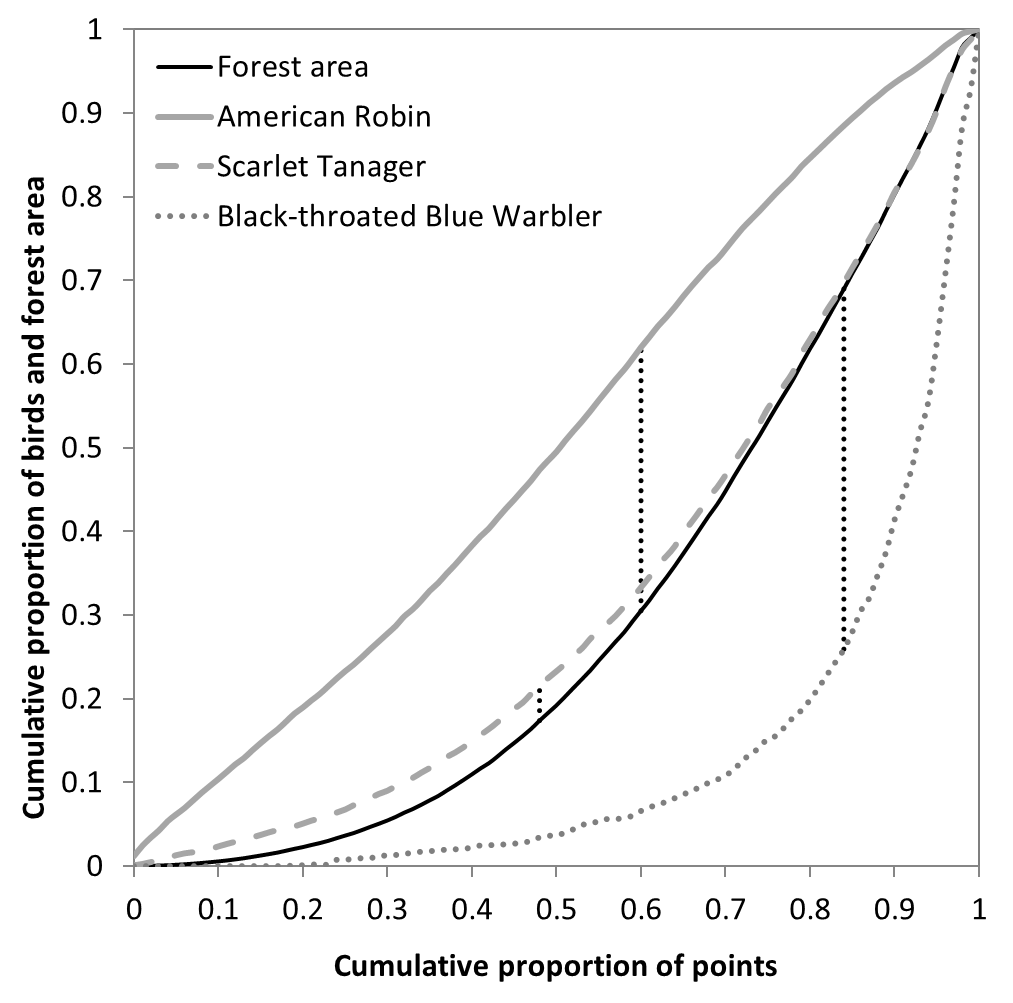 Cumulative proportion of birds and forest area
1
0.9
0.8
0.7
0.6
0.5
0.4
0.3
0.2
0.1
0
Forest area
American Robin
Scarlet Tanager
Black-throated Blue Warbler
0 0.1 0.2 0.3 0.4 0.5 0.6 0.7 0.8 0.9 1
Cumulative proportion of points